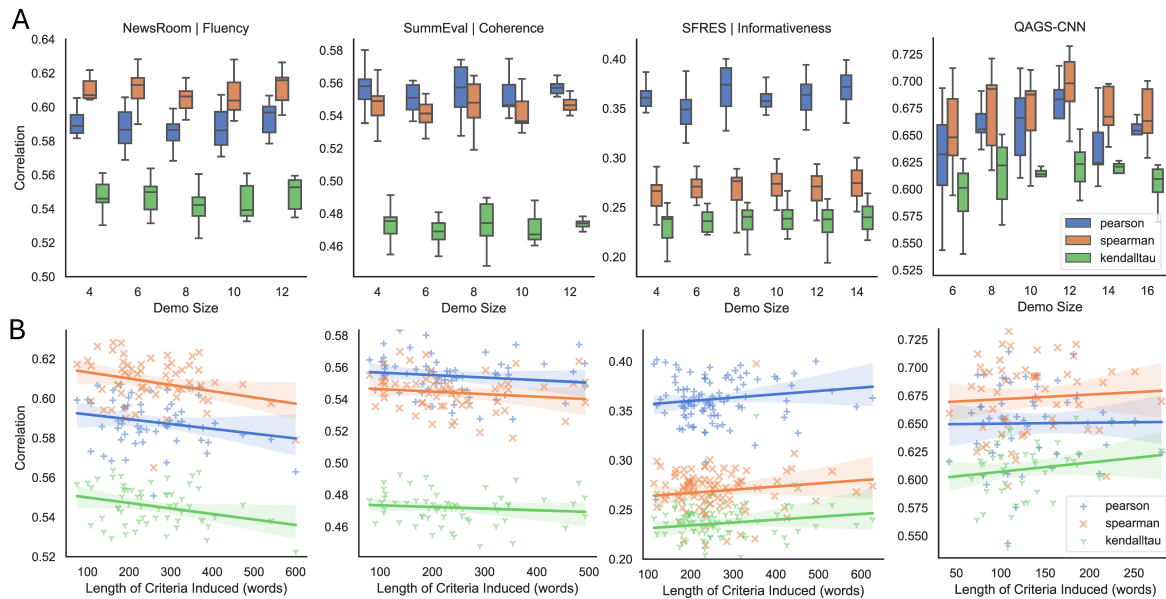 A
NewsRoom | Fluency
SummEval | Coherence
SFRES | Informativeness
QAGS-CNN
Correlation
0.64
0.62
0.60
0.58
0.56
0.54
0.52
0.50
4 6 8 10 12
Demo Size
0.58
0.56
0.54
0.52
0.50
0.48
0.46
4 6 8 10 12
Demo Size
0.40
0.35
0.30
0.25
0.20
4 6 8 10 12 14
Demo Size
0.725
0.700
0.675
0.650
0.625
0.600
0.575
0.550
0.525
6 8 10 12 14 16
Demo Size
pearson
spearman
kendalltau
B
Correlation
0.62
0.60
0.58
0.56
0.54
0.52
100 200 300 400 500 600
Length of Criteria Induced (words)
0.58
0.56
0.54
0.52
0.50
0.48
0.46
100 200 300 400 500
Length of Criteria Induced (words)
0.40
0.35
0.30
0.25
0.20
100 200 300 400 500 600
Length of Criteria Induced (words)
0.725
0.700
0.675
0.650
0.625
0.600
0.575
0.550
50 100 150 200 250
Length of Criteria Induced (words)
pearson
spearman
kendalltau